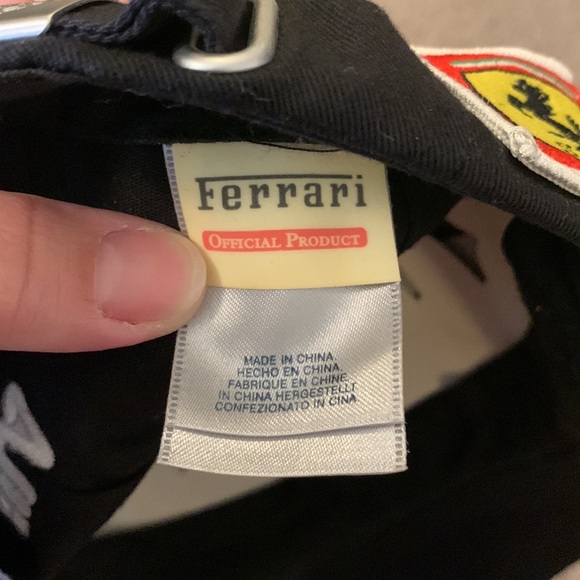 Ferrari
OFFICIAL PRODUCT
MADE IN CHINA.
HECHO EN CHINA.
FABRIQUE EN CHINE.
IN CHINA HERGESTELLT
CONFEZIONATO IN CINA